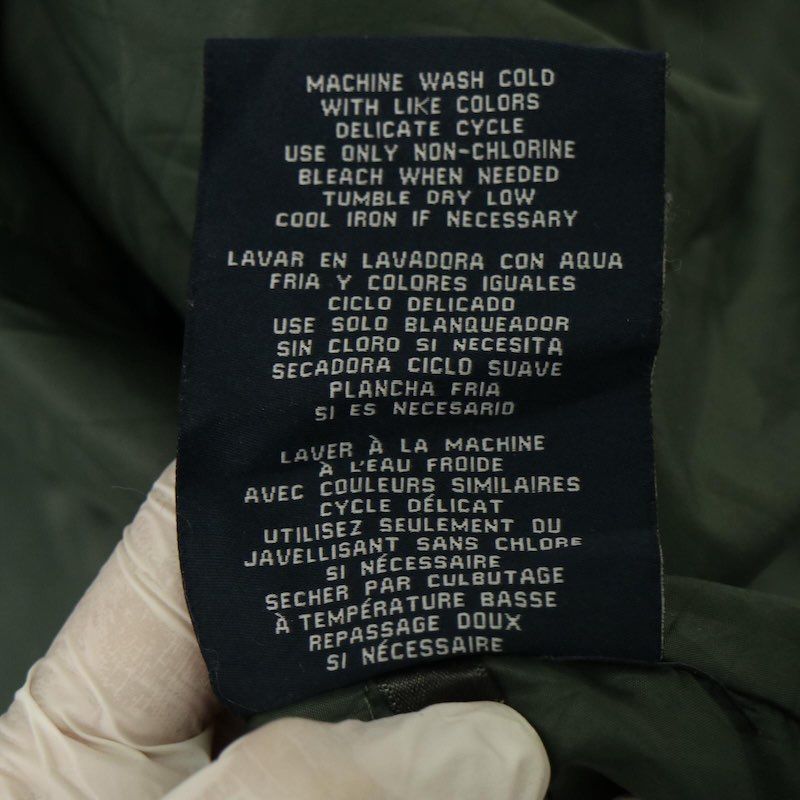 MACHINE WASH COLD
WITH LIKE COLORS
DELICATE CYCLE
USE ONLY NON-CHLORINE
BLEACH WHEN NEEDED
TUMBLE DRY LOW
COOL IRON IF NECESSARY
LAVAR EN LAVADORA CON AQUA
FRIA Y COLORES IGUALES
CICLO DELICADO
USE SOLO BLANQUEADOR
SIN CLORO SI NECESITA
SECADORA CICLO SUAVE
PLANCHA FRIA
SI ES NECESARIO
LAVER À LA MACHINE
À L'EAU FROIDE
AVEC COULEURS SIMILAIRES
CYCLE DÉLICAT
UTILISEZ SEULEMENT DU
JAVELLISANT SANS CHLORE
SI NÉCESSAIRE
SECHER PAR CULBUTAGE
À TEMPÉRATURE BASSE
REPASSAGE DOUX
SI NÉCESSAIRE